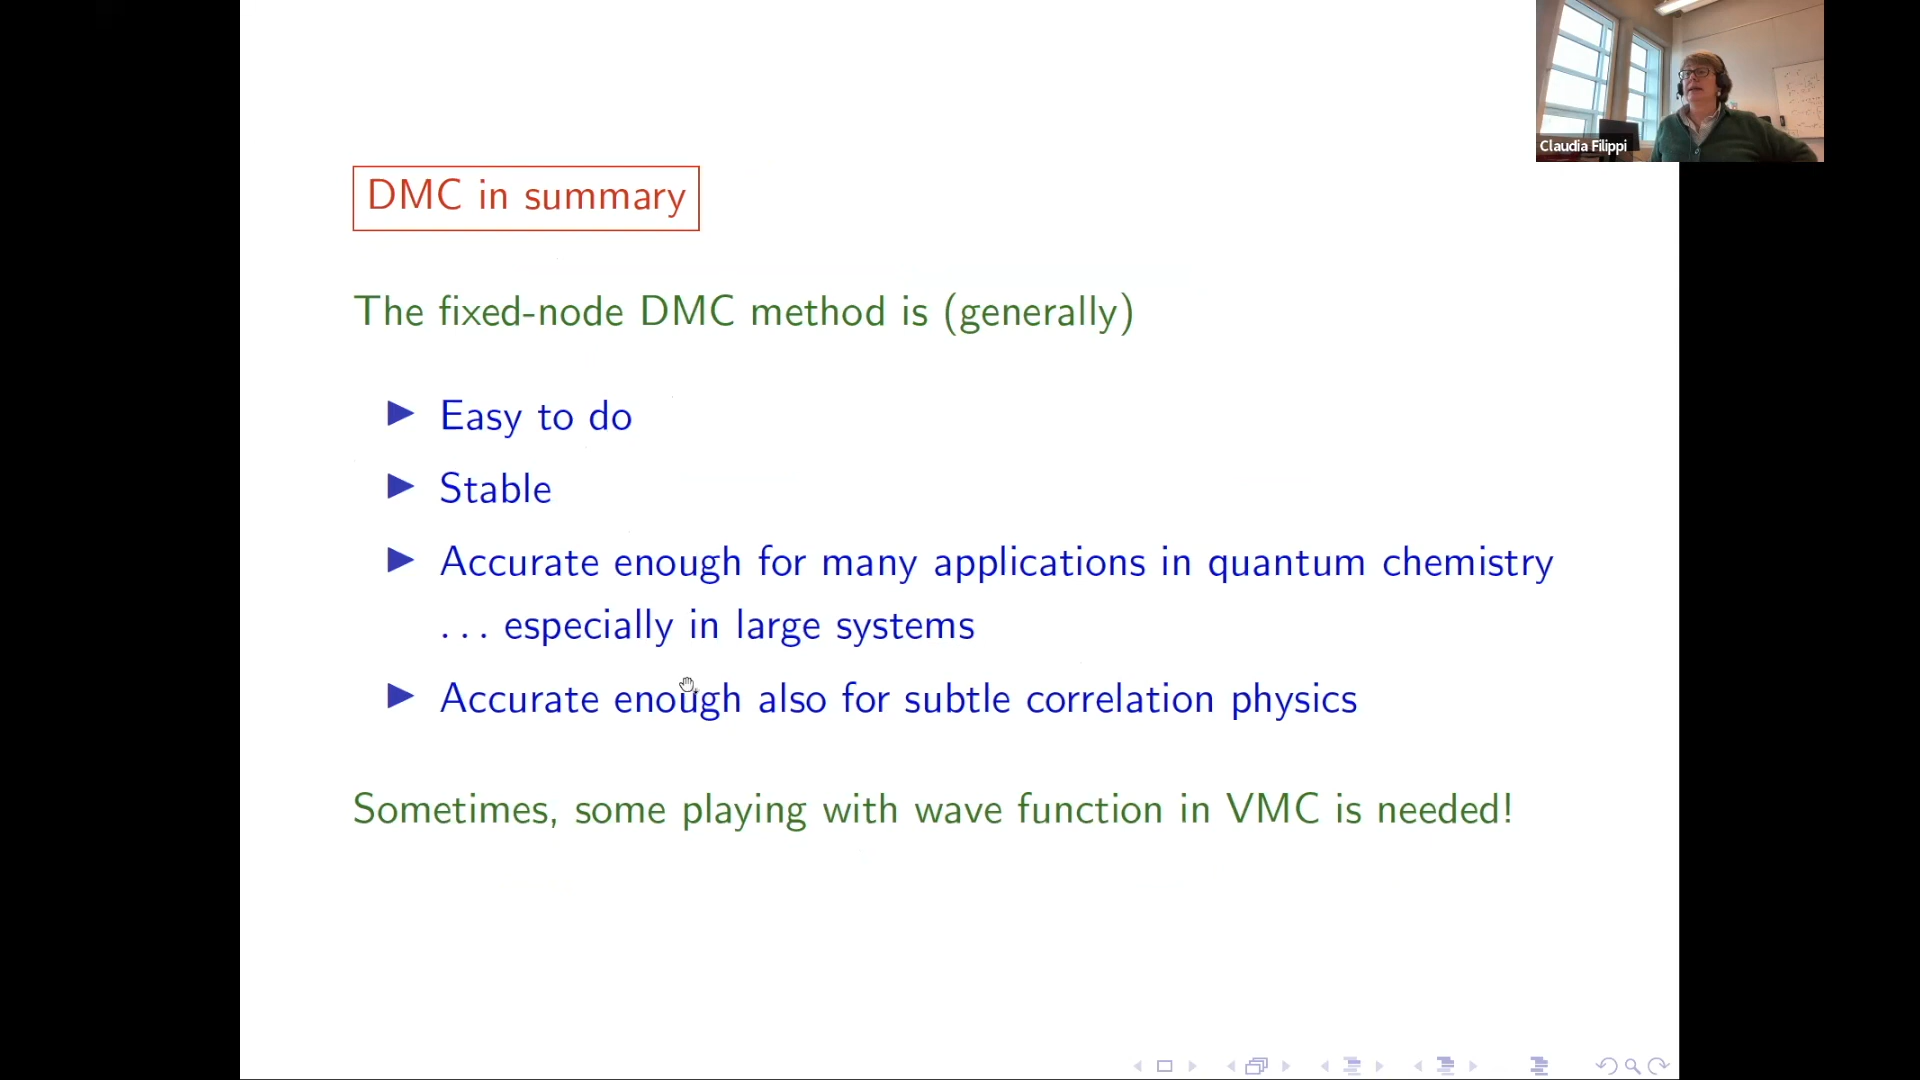 Claudia Filippi
DMC in summary
The fixed-node DMC method is (generally)
Easy to do
Stable
Accurate enough for many applications in quantum chemistry
... especially in large systems
Accurate enough also for subtle correlation physics
Sometimes, some playing with wave function in VMC is needed!